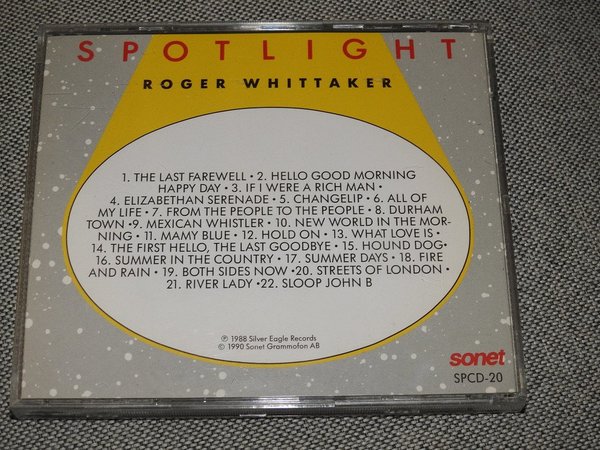 SPOTLIGHT
ROGER WHITTAKER
1. THE LAST FAREWELL • 2. HELLO GOOD MORNING
HAPPY DAY • 3. IF I WERE A RICH MAN •
4. ELIZABETHAN SERENADE • 5. CHANGELIP • 6. ALL OF
MY LIFE • 7. FROM THE PEOPLE TO THE PEOPLE • 8. DURHAM
TOWN •9. MEXICAN WHISTLER • 10. NEW WORLD IN THE MOR-
NING • 11. MAMY BLUE • 12. HOLD ON • 13. WHAT LOVE IS •
14. THE FIRST HELLO, THE LAST GOODBYE • 15. HOUND DOG•
16. SUMMER IN THE COUNTRY • 17. SUMMER DAYS • 18. FIRE
AND RAIN • 19. BOTH SIDES NOW •20. STREETS OF LONDON •
21. RIVER LADY •22. SLOOP JOHN B
℗ 1988 Silver Eagle Records
© 1990 Sonet Grammofon AB
sonet
SPCD-20